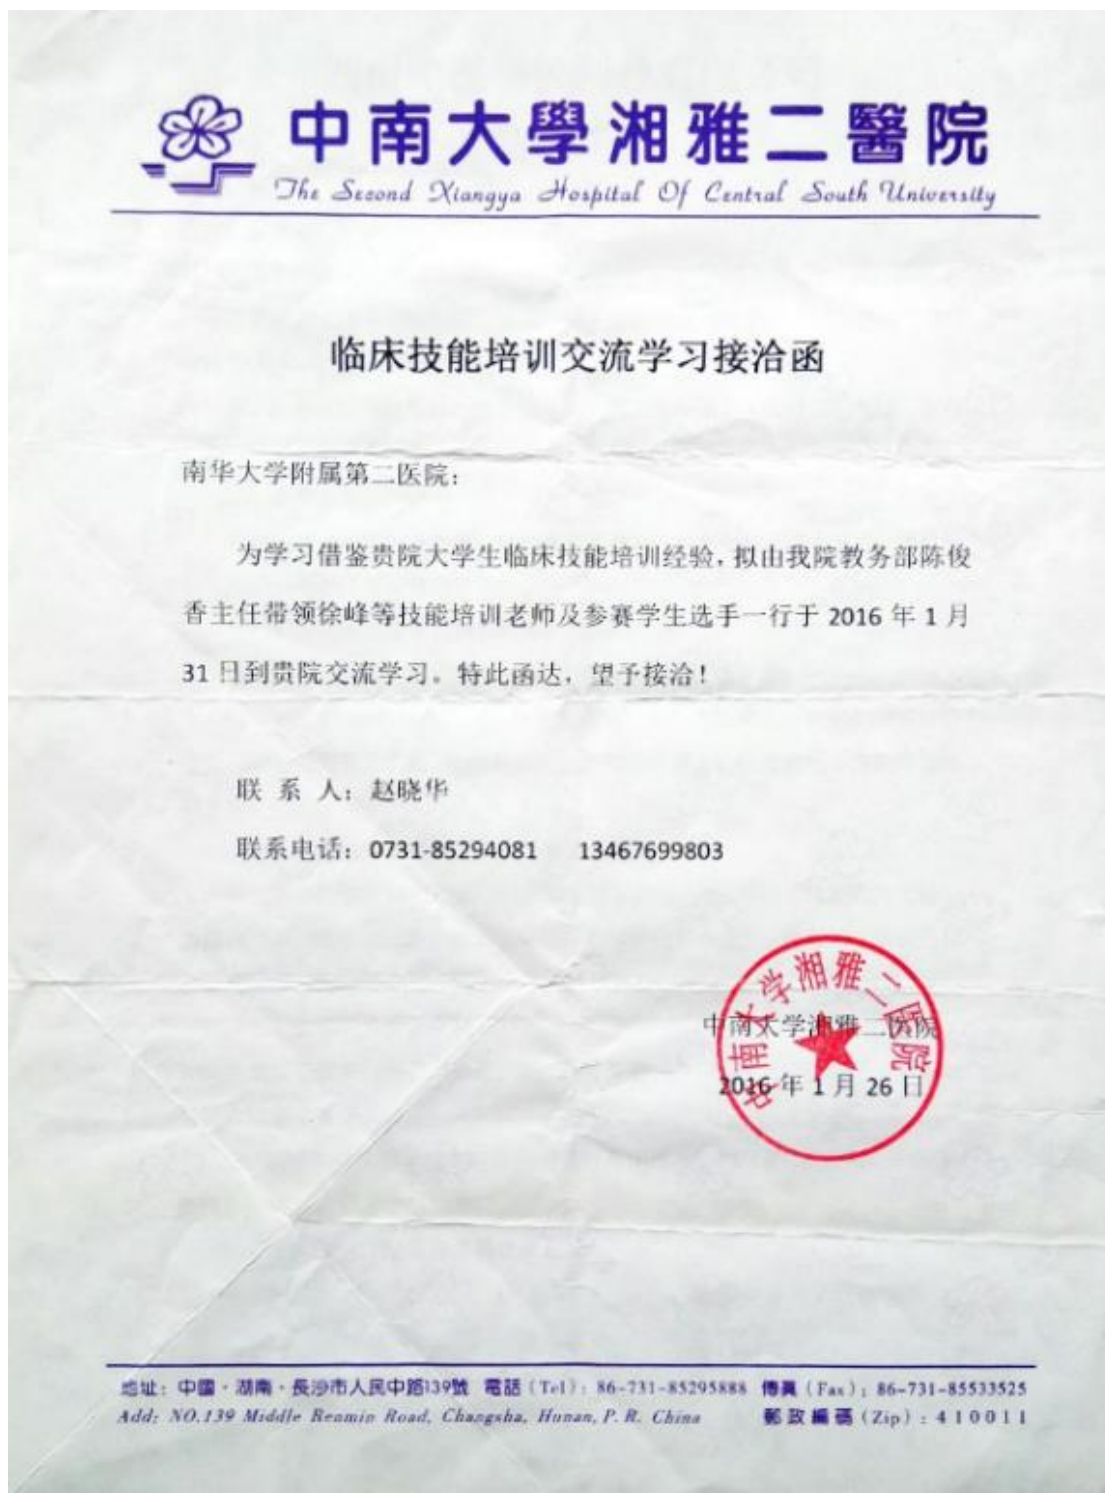 中南大學湘雅二醫院
The Second Xiangya Hospital Of Central South University
临床技能培训交流学习接洽函
南华大学附属第二医院：
为学习借鉴贵院大学生临床技能培训经验，拟由我院教务部陈俊
香主任带领徐峰等技能培训老师及参赛学生选手一行于 2016 年 1 月
31 日到贵院交流学习。特此函达，望予接洽！
联 系 人：赵晓华
联系电话：0731-85294081 13467699803
中南大学湘雅二医院
中南大学湘雅二医院
2016 年 1 月 26 日
地址：中國·湖南·長沙市人民中路139號 電話（Tel）：86-731-85295888 傳真（Fax）：86-731-85533525
Add: NO.139 Middle Renmin Road, Changsha, Hunan, P. R. China 郵政編碼（Zip）：410011